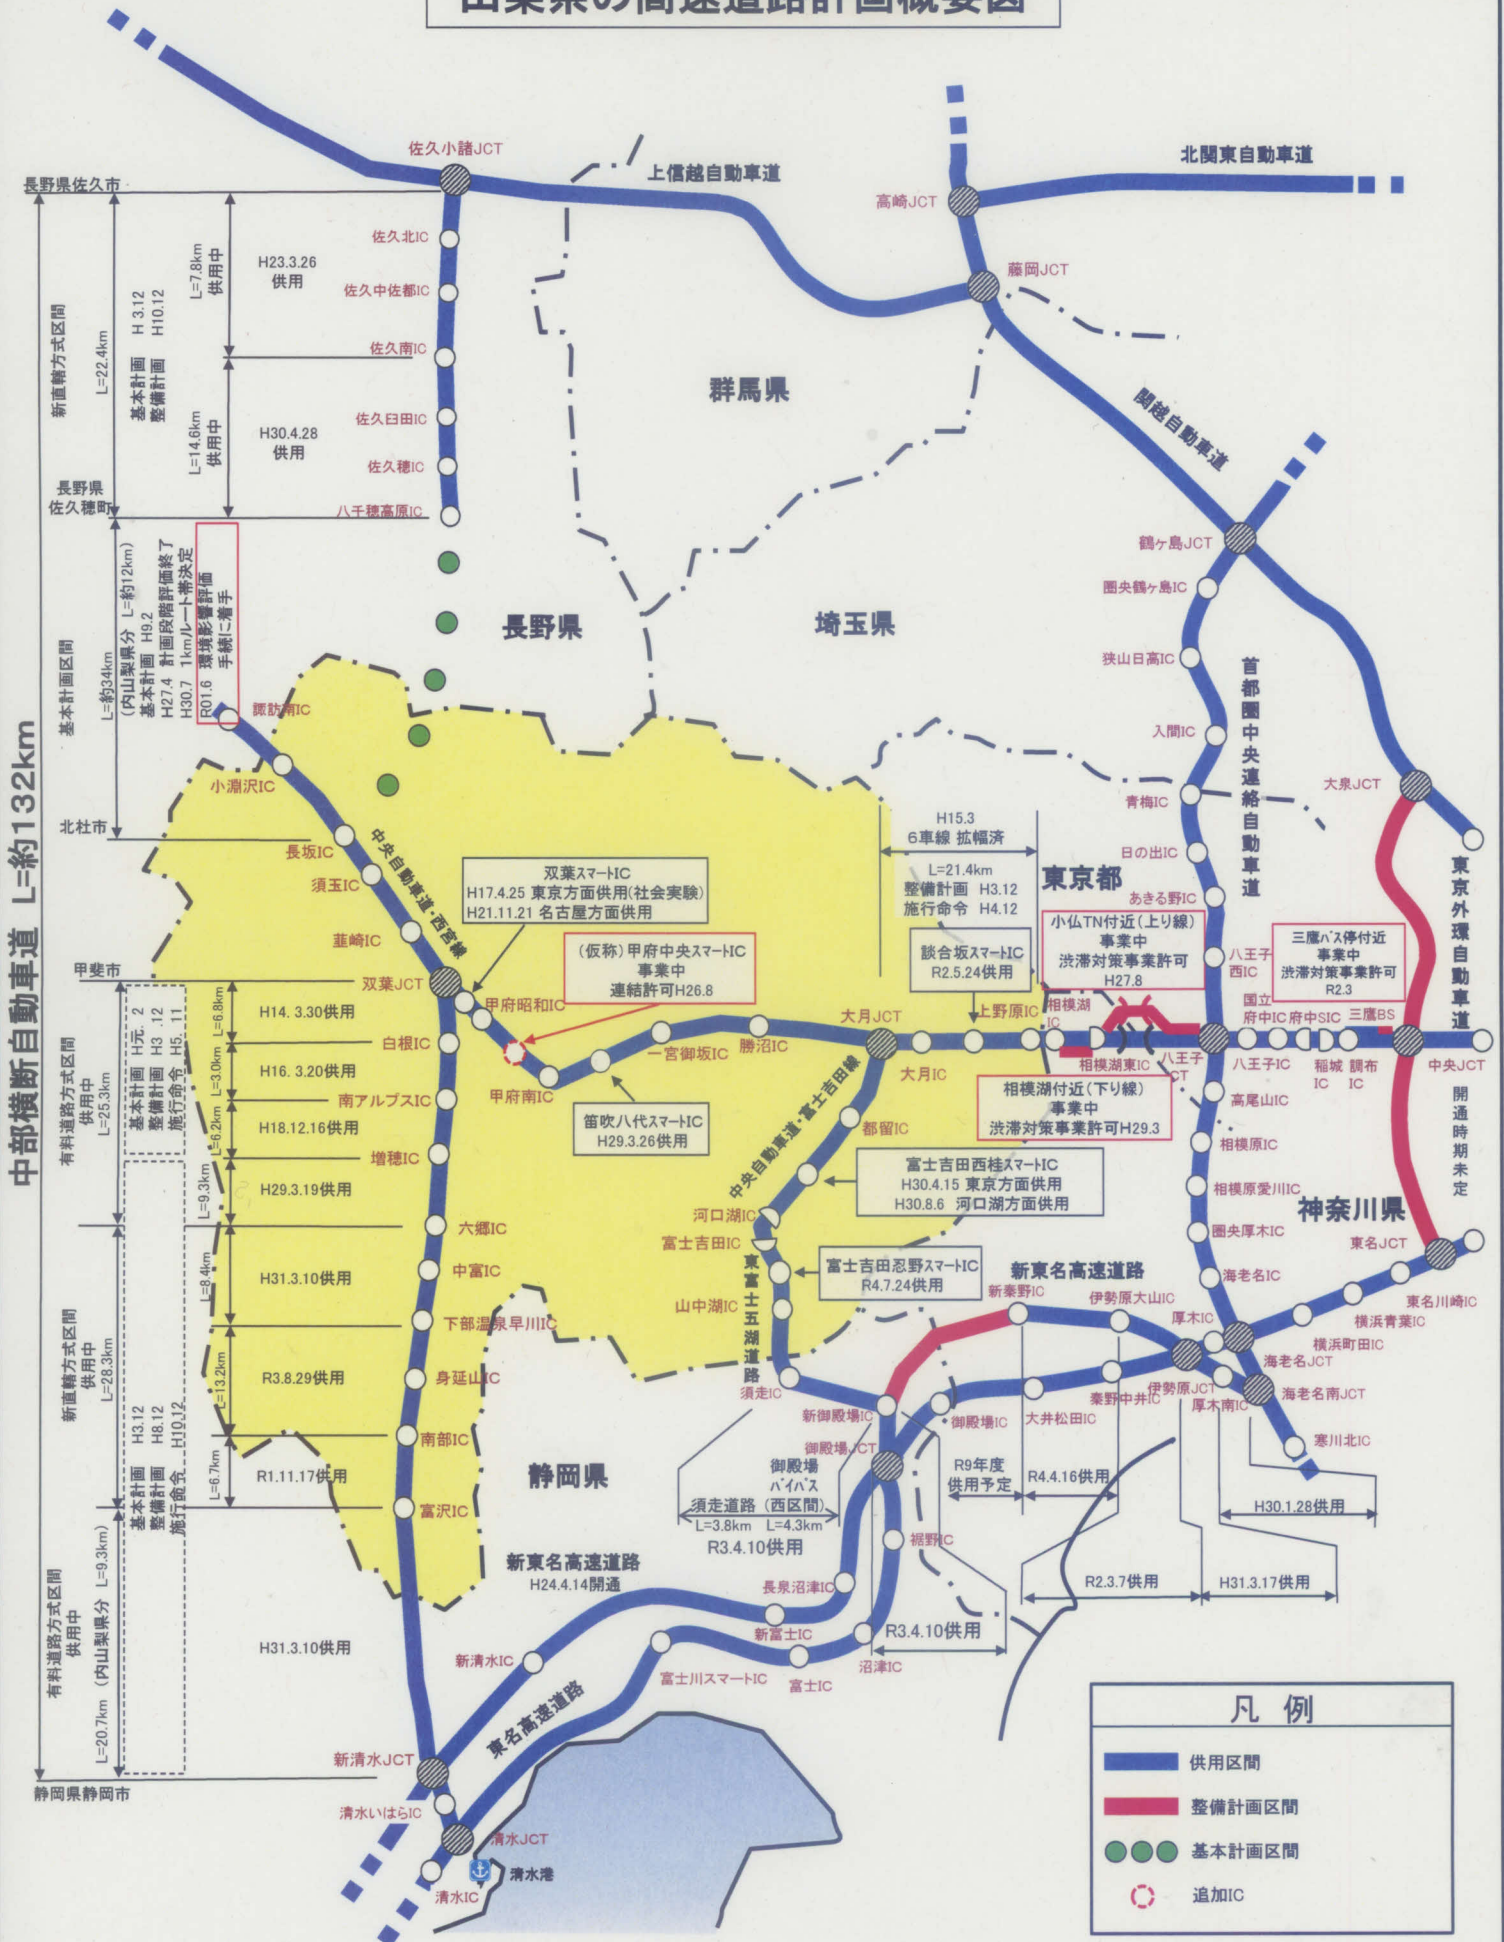 山梨県の高速道路計画概要図
佐久小諸JCT
上信越自動車道
北関東自動車道
高崎JCT
藤岡JCT
長野県佐久市
佐久北IC
佐久中佐都IC
佐久南IC
佐久臼田IC
佐久穂IC
八千穂高原IC
H23.3.26
供用
H30.4.28
供用
L=7.8km
供用中
L=14.6km
供用中
基本計画 H 3.12
整備計画 H10.12
新直轄方式区間
L=22.4km
長野県
佐久穂町
群馬県
関越自動車道
長野県
埼玉県
鶴ヶ島JCT
圏央鶴ヶ島IC
狭山日高IC
入間IC
青梅IC
日の出IC
あきる野IC
八王子
西IC
首都圏中央連絡自動車道
大泉JCT
東京外環自動車道
中部横断自動車道 L=約132km
基本計画区間
L=約34km
(内山梨県分 L=約12km)
基本計画 H9.2
H27.4 計画段階評価終了
H30.7 1kmルート帯決定
R01.6 環境影響評価
手続に着手
諏訪南IC
小淵沢IC
北杜市
長坂IC
須玉IC
韮崎IC
中央自動車道・西宮線
双葉スマートIC
H17.4.25 東京方面供用(社会実験)
H21.11.21 名古屋方面供用
(仮称)甲府中央スマートIC
事業中
連結許可H26.8
H15.3
6車線 拡幅済
L=21.4km
整備計画 H3.12
施行命令 H4.12
談合坂スマートIC
R2.5.24供用
東京都
小仏TN付近(上り線)
事業中
渋滞対策事業許可
H27.8
三鷹バス停付近
事業中
渋滞対策事業許可
R2.3
甲斐市
双葉JCT
甲府昭和IC
甲府南IC
一宮御坂IC
勝沼IC
大月JCT
大月IC
上野原IC
相模湖
IC
相模湖東IC
八王子
JCT
国立
府中IC
府中SIC
三鷹BS
八王子IC
稲城
IC
調布
IC
中央JCT
開通時期未定
笛吹八代スマートIC
H29.3.26供用
相模湖付近(下り線)
事業中
渋滞対策事業許可H29.3
有料道路方式区間
供用中
L=25.3km
基本計画 H元. 2
整備計画 H3 .12
施行命令 H5. 11
L=6.8km
H14. 3.30供用
白根IC
L=3.0km
H16. 3.20供用
南アルプスIC
L=6.2km
H18.12.16供用
増穂IC
L=9.3km
H29.3.19供用
六郷IC
中富IC
L=8.4km
H31.3.10供用
下部温泉早川IC
L=13.2km
R3.8.29供用
身延山IC
南部IC
L=6.7km
R1.11.17供用
富沢IC
新直轄方式区間
供用中
L=28.3km
基本計画 H3.12
整備計画 H8.12
施行命令 H10.12
有料道路方式区間
供用中
L=20.7km (内山梨県分 L=9.3km)
H31.3.10供用
新清水JCT
静岡県静岡市
清水いはらIC
清水JCT
清水港
清水IC
中央自動車道・富士吉田線
都留IC
富士吉田西桂スマートIC
H30.4.15 東京方面供用
H30.8.6 河口湖方面供用
河口湖IC
富士吉田IC
富士吉田忍野スマートIC
R4.7.24供用
山中湖IC
東富士五湖道路
須走IC
高尾山IC
相模原IC
相模原愛川IC
圏央厚木IC
海老名IC
神奈川県
東名JCT
東名川崎IC
横浜青葉IC
横浜町田IC
新東名高速道路
新秦野IC
伊勢原大山IC
厚木IC
海老名JCT
海老名南JCT
伊勢原JCT
厚木南IC
寒川北IC
秦野中井IC
大井松田IC
御殿場IC
新御殿場IC
御殿場JCT
静岡県
御殿場
バイパス
須走道路 (西区間)
L=3.8km L=4.3km
R3.4.10供用
R9年度
供用予定
R4.4.16供用
H30.1.28供用
R2.3.7供用
H31.3.17供用
裾野IC
R3.4.10供用
新東名高速道路
H24.4.14開通
長泉沼津IC
新富士IC
新清水IC
富士川スマートIC
富士IC
沼津IC
東名高速道路
凡 例
供用区間
整備計画区間
基本計画区間
追加IC